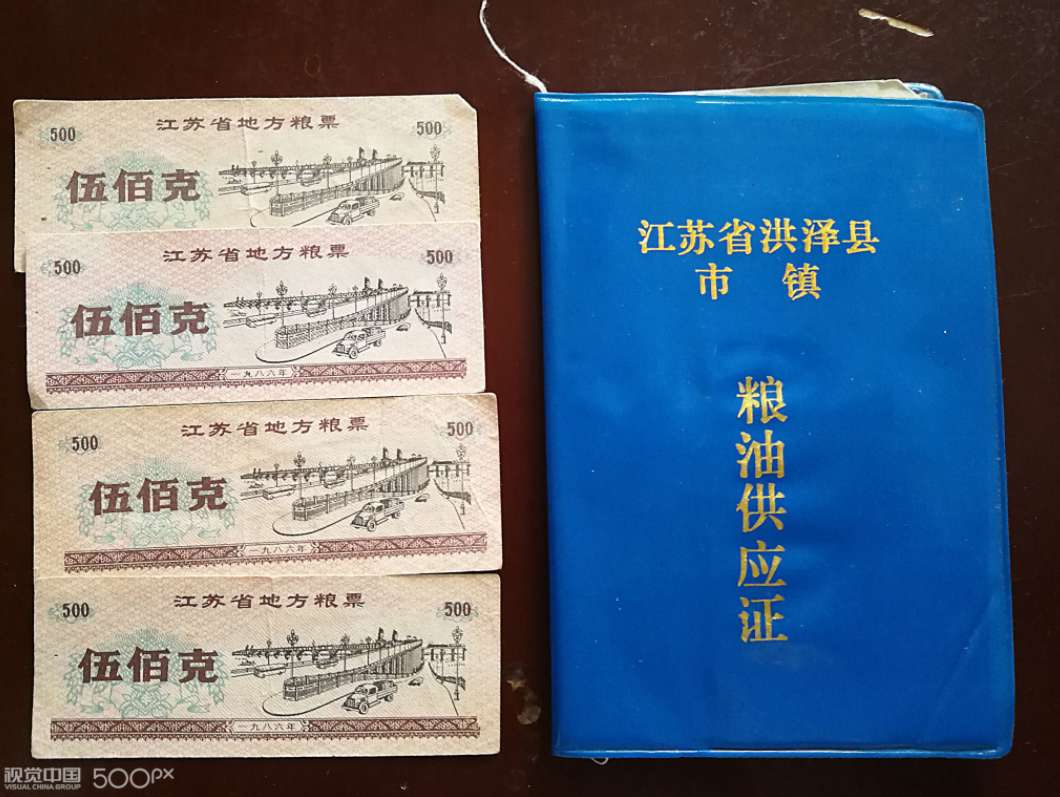 500 江苏省地方粮票 500
伍佰克
500 江苏省地方粮票 500
伍佰克
一九八六年
500 江苏省地方粮票 500
伍佰克
一九八六年
500 江苏省地方粮票 500
伍佰克
一九八六年
江苏省洪泽县
市 镇
粮油供应证
视觉中国 500px
VISUAL CHINA GROUP